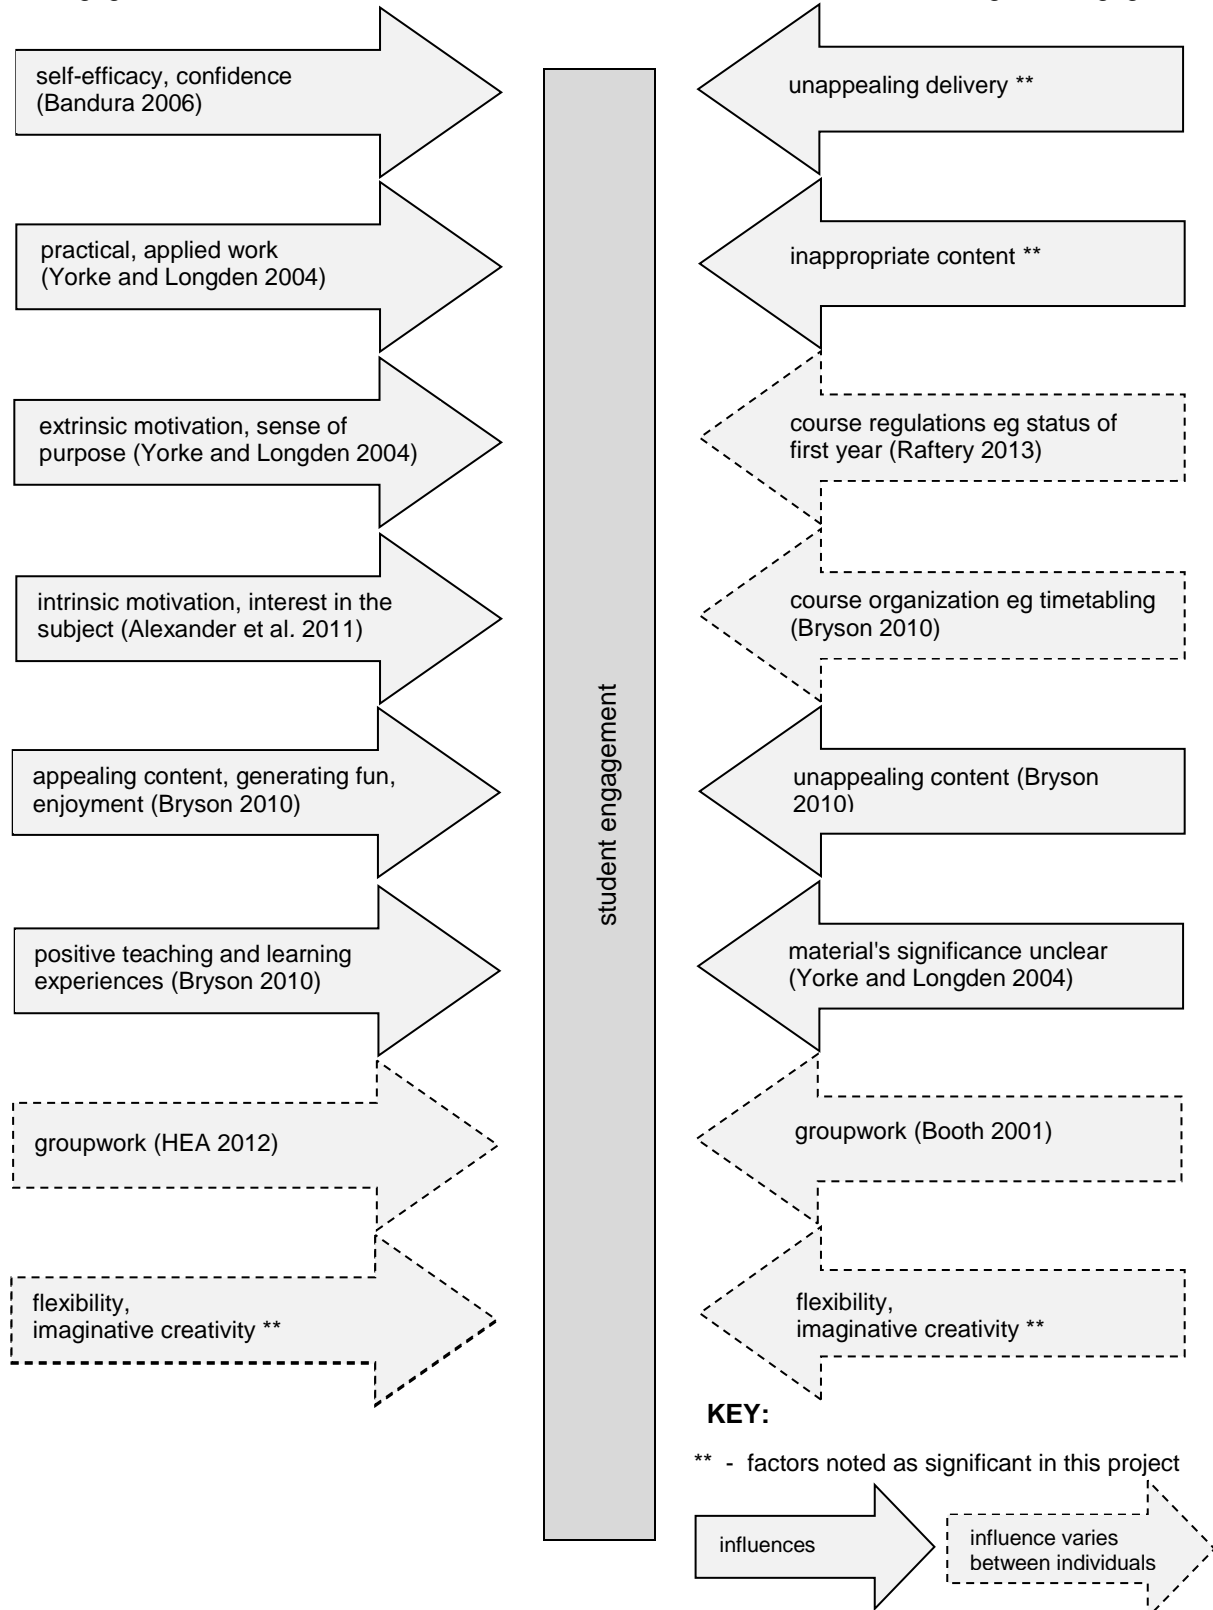 self-efficacy, confidence
(Bandura 2006)
practical, applied work
(Yorke and Longden 2004)
extrinsic motivation, sense of
purpose (Yorke and Longden 2004)
intrinsic motivation, interest in the
subject (Alexander et al. 2011)
appealing content, generating fun,
enjoyment (Bryson 2010)
positive teaching and learning
experiences (Bryson 2010)
groupwork (HEA 2012)
flexibility,
imaginative creativity **
student engagement
unappealing delivery **
inappropriate content **
course regulations eg status of
first year (Raftery 2013)
course organization eg timetabling
(Bryson 2010)
unappealing content (Bryson
2010)
material's significance unclear
(Yorke and Longden 2004)
groupwork (Booth 2001)
flexibility,
imaginative creativity **
KEY:
** - factors noted as significant in this project
influences
influence varies
between individuals